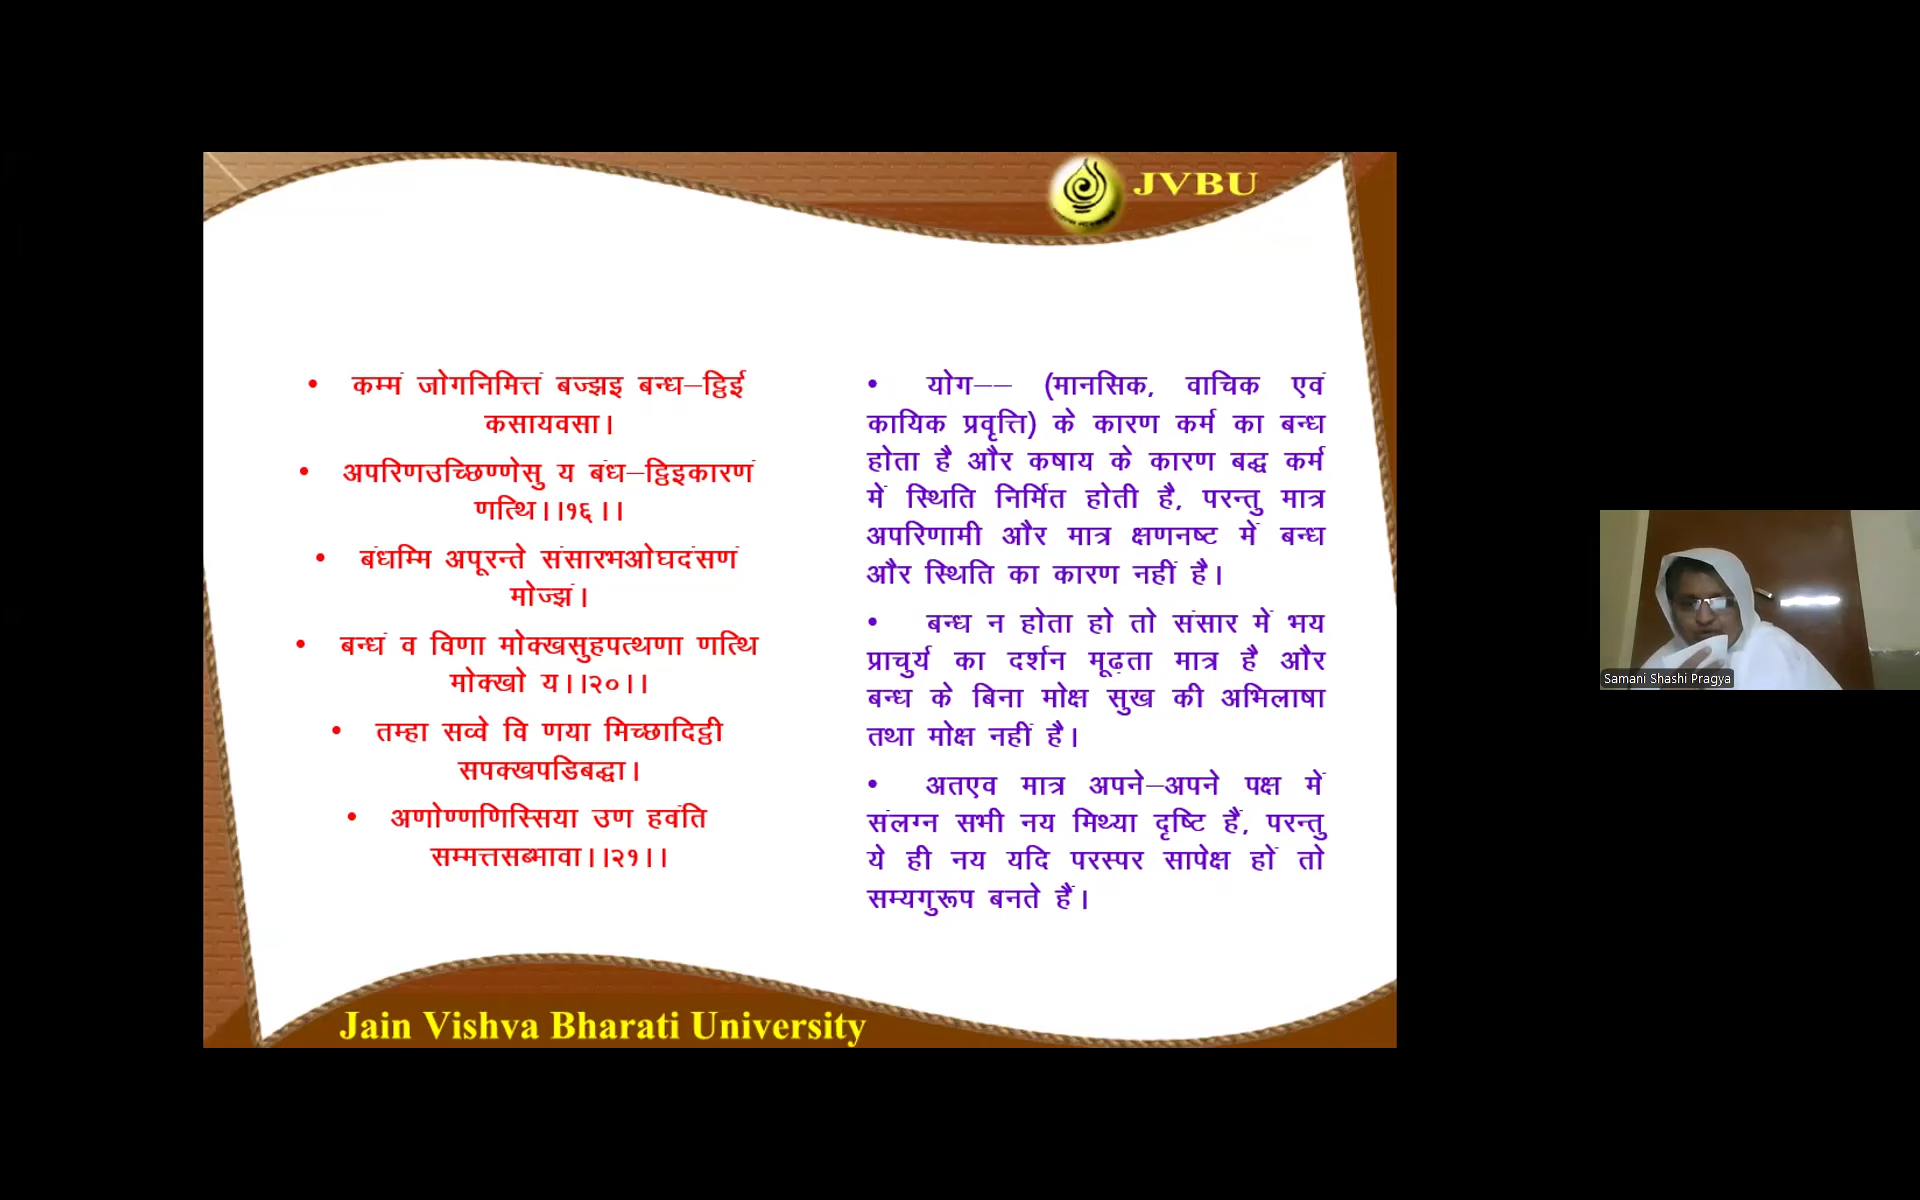 JVBU
कम्मं जोगनिमित्तं बज्झइ बन्ध–ट्ठिई
कसायवसा।
अपरिणउच्छिण्णेसु य बंध–ट्ठिइकारणं
णत्थि।।१६।।
बंधम्मि अपूरन्ते संसारभओघदंसणं
मोज्झं।
बन्धं व विणा मोक्खसुहपत्थणा णत्थि
मोक्खो य।।२०।।
तम्हा सव्वे वि णया मिच्छादिट्ठी
सपक्खपडिबद्धा।
अणोण्णणिस्सिया उण हवंति
सम्मत्तसब्भावा।।२१।।
योग–– (मानसिक, वाचिक एवं
कायिक प्रवृत्ति) के कारण कर्म का बन्ध
होता है और कषाय के कारण बद्ध कर्म
में स्थिति निर्मित होती है, परन्तु मात्र
अपरिणामी और मात्र क्षणनष्ट में बन्ध
और स्थिति का कारण नहीं है।
बन्ध न होता हो तो संसार में भय
प्राचुर्य का दर्शन मूढ़ता मात्र है और
बन्ध के बिना मोक्ष सुख की अभिलाषा
तथा मोक्ष नहीं है।
अतएव मात्र अपने–अपने पक्ष में
संलग्न सभी नय मिथ्या दृष्टि हैं, परन्तु
ये ही नय यदि परस्पर सापेक्ष हों तो
सम्यगुरूप बनते हैं।
Jain Vishva Bharati University
Samani Shashi Pragya